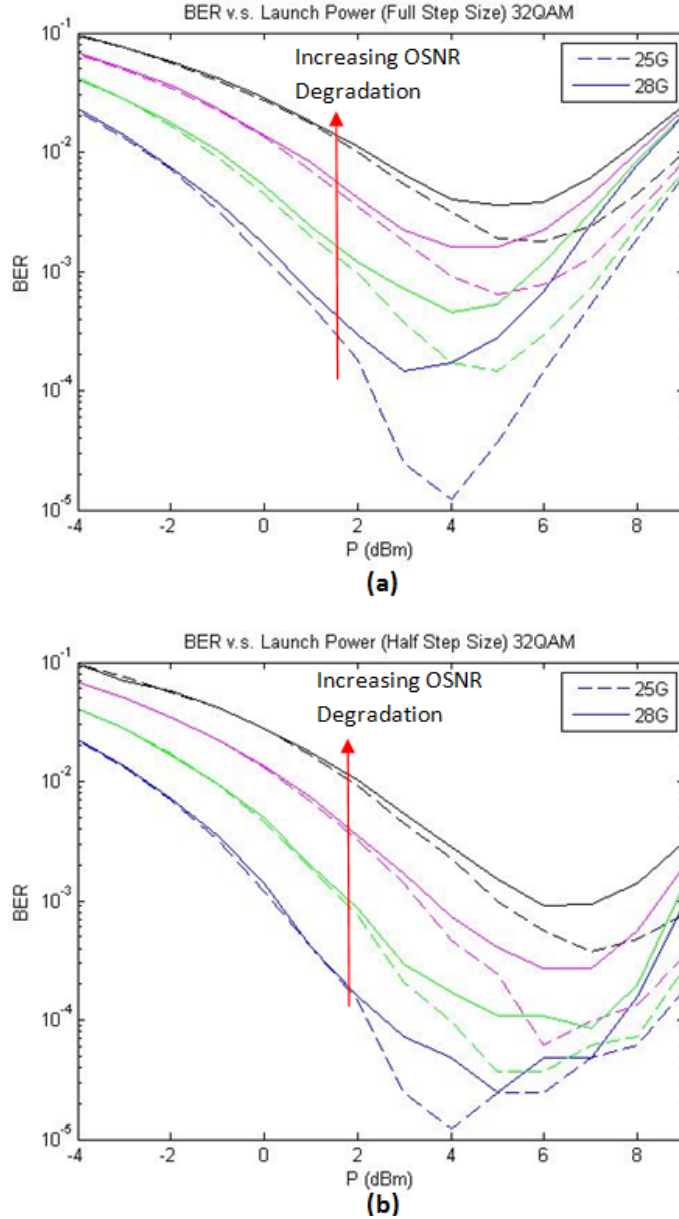 BER v.s. Launch Power (Full Step Size) 32QAM
Increasing OSNR
Degradation
25G
28G
10^-1
10^-2
10^-3
10^-4
10^-5
BER
-4 -2 0 2 4 6 8
P (dBm)
(a)
BER v.s. Launch Power (Half Step Size) 32QAM
Increasing OSNR
Degradation
25G
28G
10^-1
10^-2
10^-3
10^-4
10^-5
BER
-4 -2 0 2 4 6 8
P (dBm)
(b)